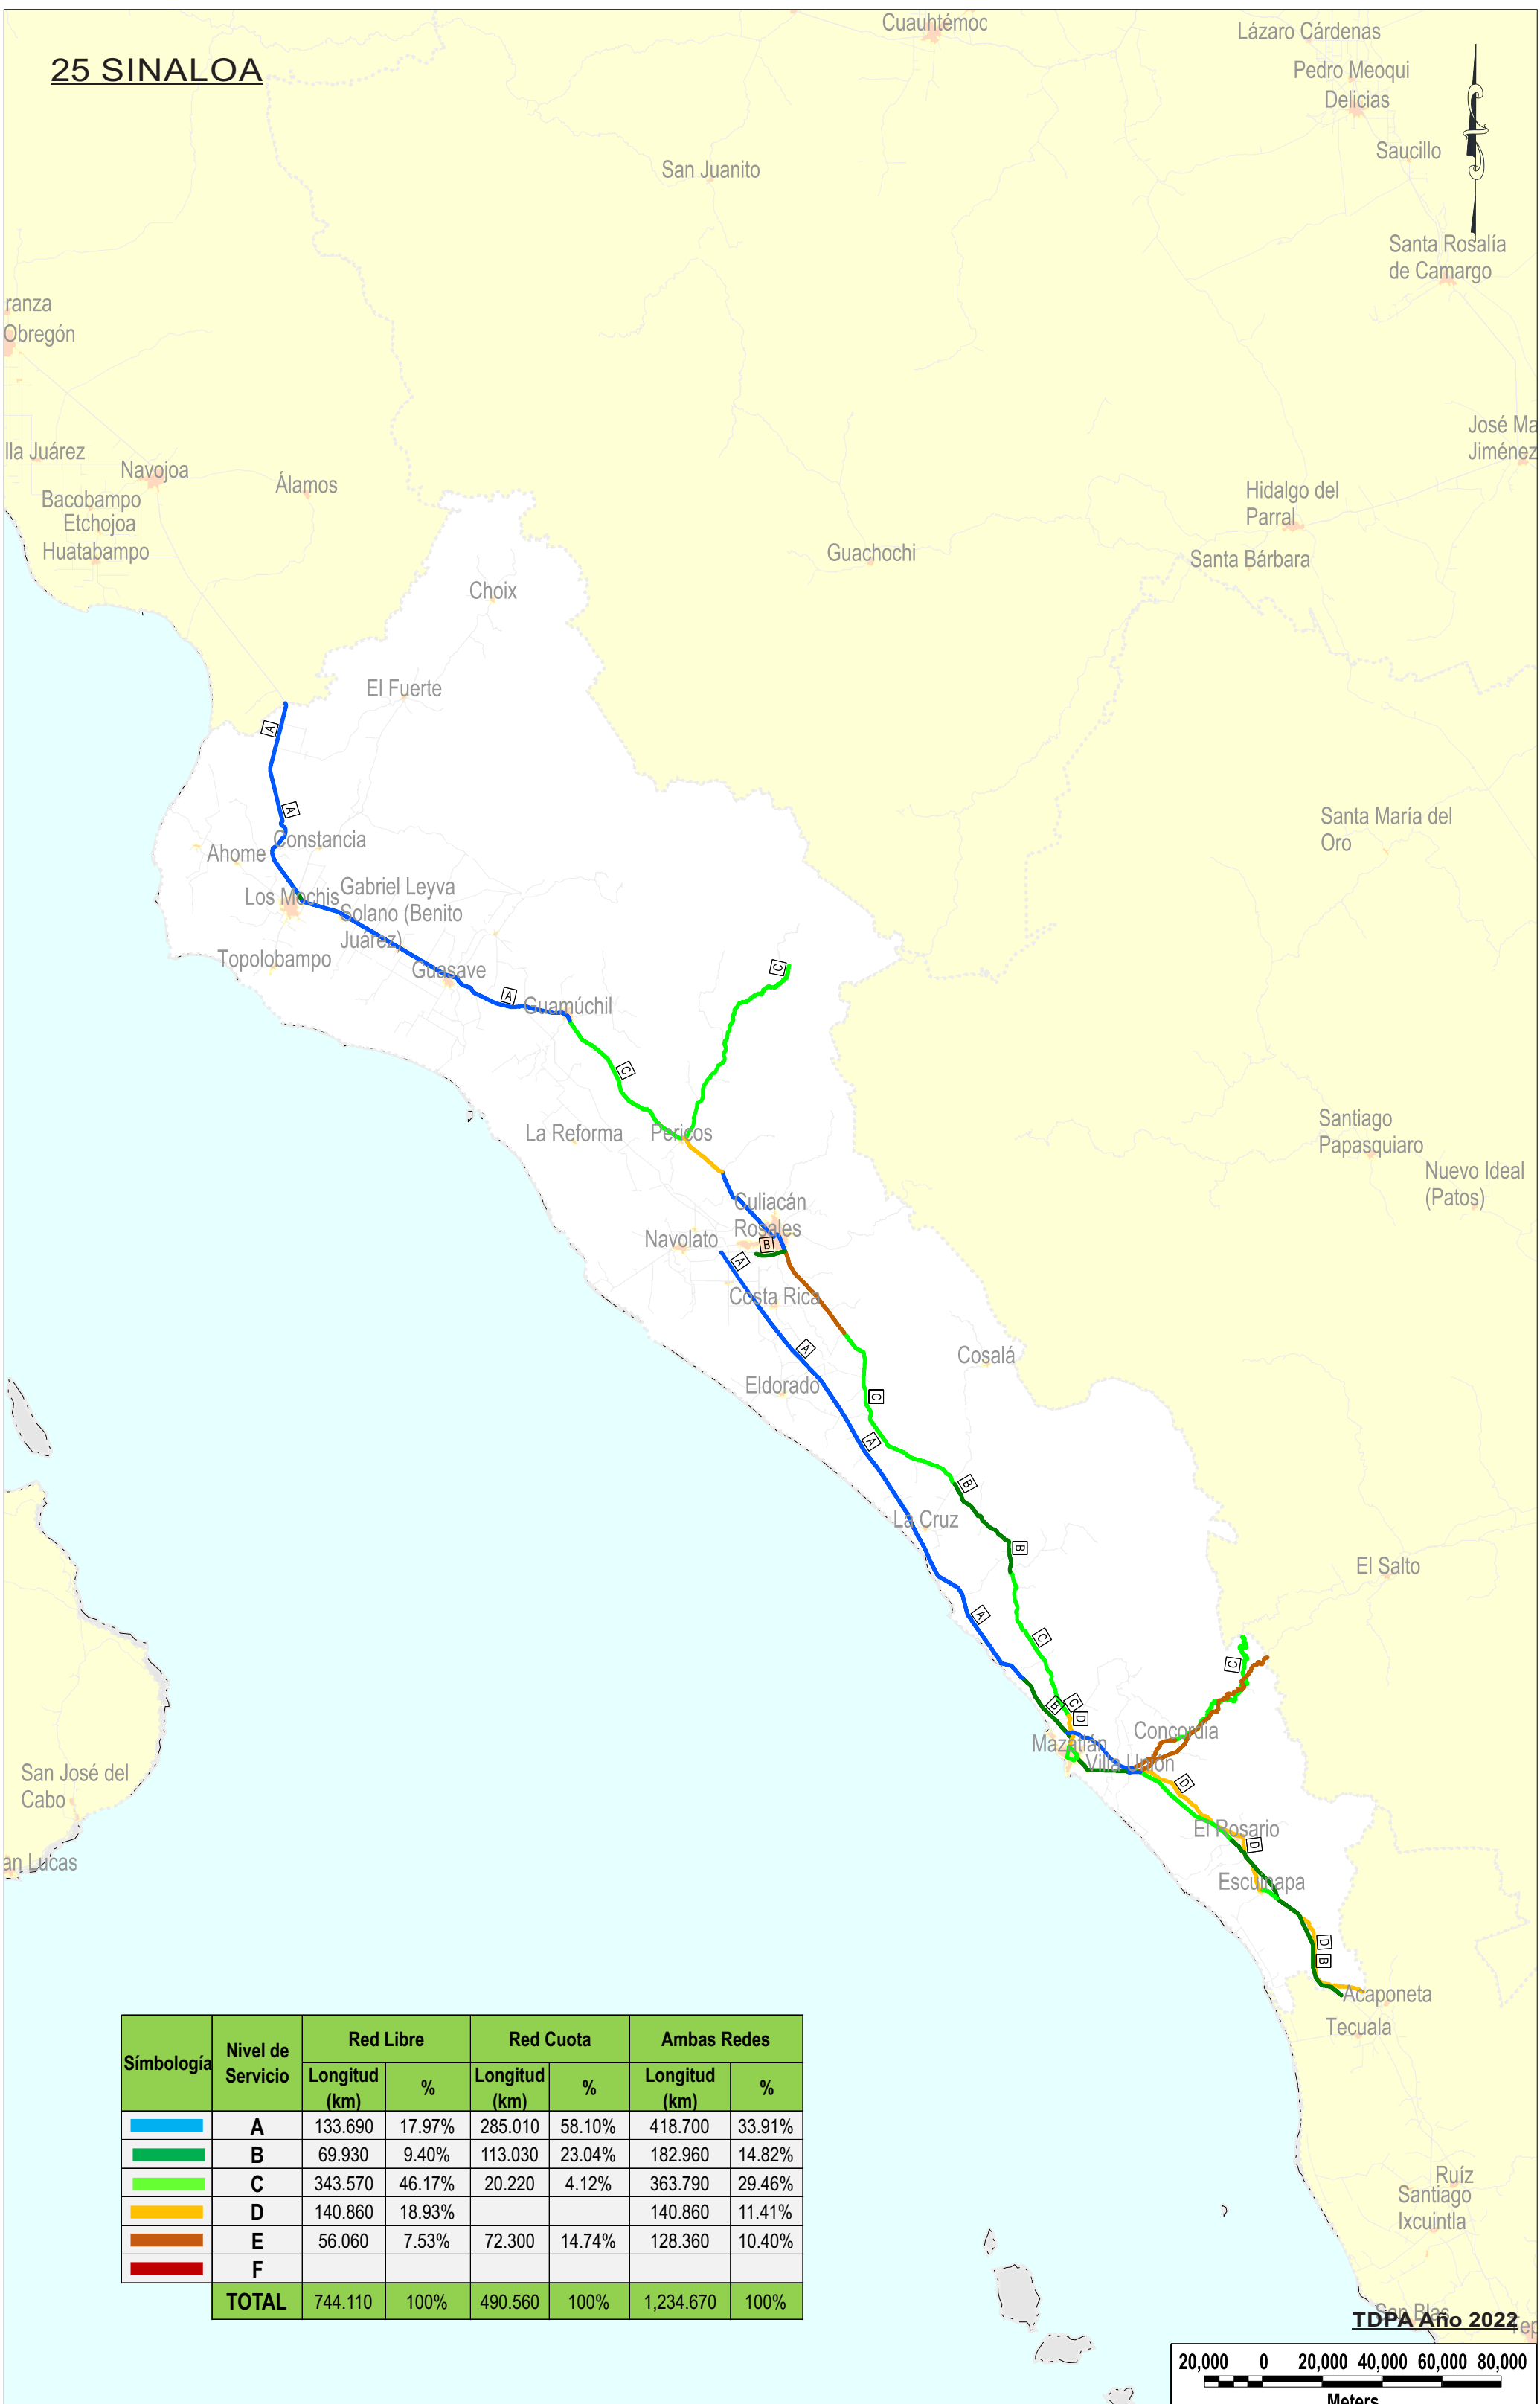 25 SINALOA
Cuauhtémoc
Lázaro Cárdenas
Pedro Meoqui
Delicias
Saucillo
San Juanito
Santa Rosalía
de Camargo
ranza
Obregón
José Ma
Jiménez
lla Juárez
Navojoa
Álamos
Bacobampo
Etchojoa
Huatabampo
Hidalgo del
Parral
Guachochi
Santa Bárbara
Choix
El Fuerte
A
A
Constancia
Ahome
Santa María del
Oro
Los Mochis
Gabriel Leyva
Solano (Benito
Juárez)
Topolobampo
Guasave
C
A
Guamúchil
C
La Reforma
Pericos
Santiago
Papasquiaro
Nuevo Ideal
(Patos)
Culiacán
Rosales
Navolato
B
A
Costa Rica
A
Cosalá
Eldorado
C
A
B
La Cruz
B
El Salto
A
C
C
C
B
D
Concordia
Mazatlán
Villa Unión
San José del
Cabo
D
El Rosario
D
an Lucas
Escuinapa
D
B
Acaponeta
Tecuala
Ruíz
Santiago
Ixcuintla
San Blas
Tep
TDPA Año 2022
Símbología Nivel de Servicio Red Libre Red Cuota Ambas Redes
Longitud (km) % Longitud (km) % Longitud (km) %
A 133.690 17.97% 285.010 58.10% 418.700 33.91%
B 69.930 9.40% 113.030 23.04% 182.960 14.82%
C 343.570 46.17% 20.220 4.12% 363.790 29.46%
D 140.860 18.93% 140.860 11.41%
E 56.060 7.53% 72.300 14.74% 128.360 10.40%
F
TOTAL 744.110 100% 490.560 100% 1,234.670 100%
20,000 0 20,000 40,000 60,000 80,000
Meters